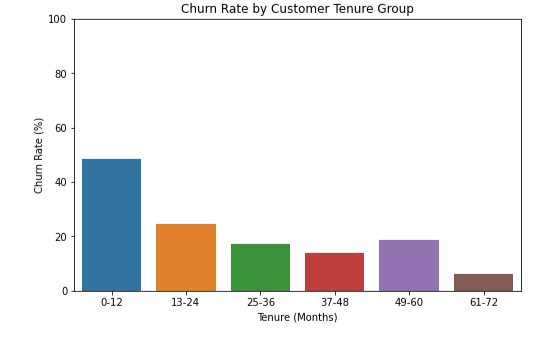 Churn Rate by Customer Tenure Group
100
80
60
40
20
0
Churn Rate (%)
0-12 13-24 25-36 37-48 49-60 61-72
Tenure (Months)